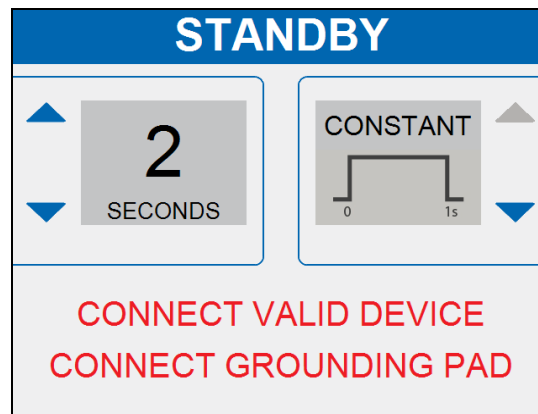 STANDBY
2
SECONDS
CONSTANT
0 1s
CONNECT VALID DEVICE
CONNECT GROUNDING PAD